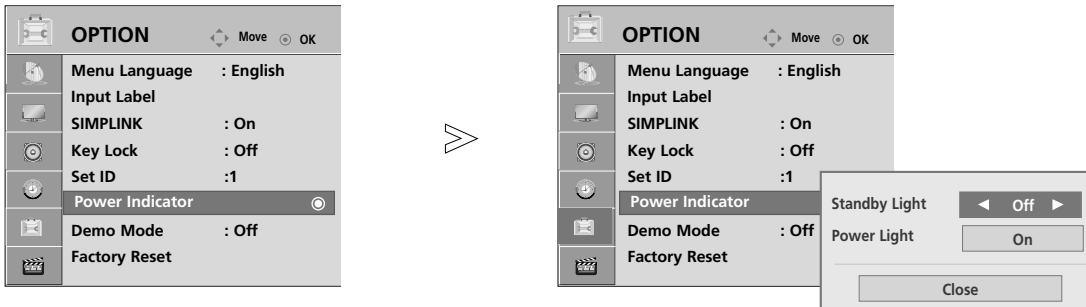 OPTION Move OK
Menu Language : English
Input Label
SIMPLINK : On
Key Lock : Off
Set ID :1
Power Indicator
Demo Mode : Off
Factory Reset
OPTION Move OK
Menu Language : English
Input Label
SIMPLINK : On
Key Lock : Off
Set ID :1
Power Indicator
Demo Mode : Off
Factory Reset
Standby Light ◀ Off ▶
Power Light On
Close